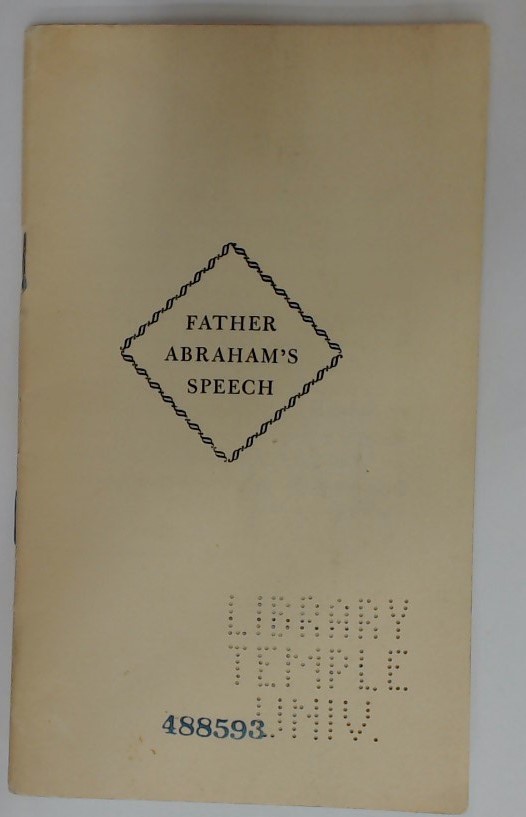 FATHER
ABRAHAM'S
SPEECH
LIBRARY
TEMPLE
UNIV.
488593